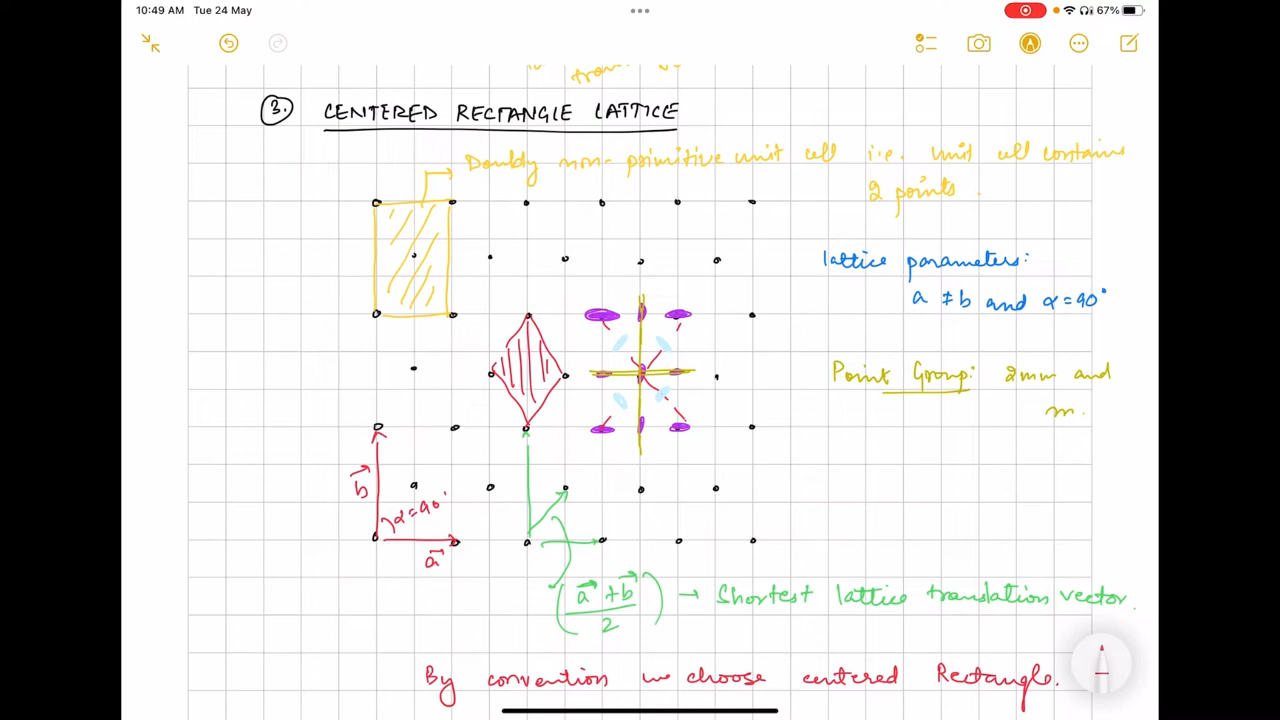 10:49 AM Tue 24 May
67%
3. CENTERED RECTANGLE LATTICE
Doubly non-primitive unit cell i.e. unit cell contains
2 points.
lattice parameters:
a ≠ b and α = 90°
Point Group: 2mm and
m.
b
α = 90°
a
(a + b / 2) → Shortest lattice translation vector.
By convention we choose centered Rectangle.